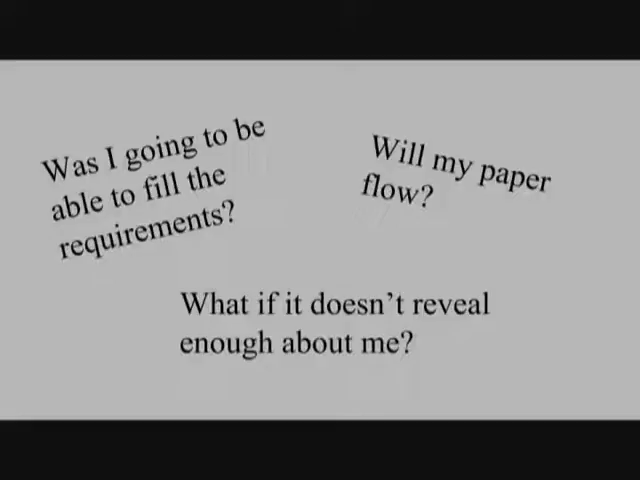 Was I going to be
able to fill the
requirements?
Will my paper
flow?
What if it doesn’t reveal
enough about me?